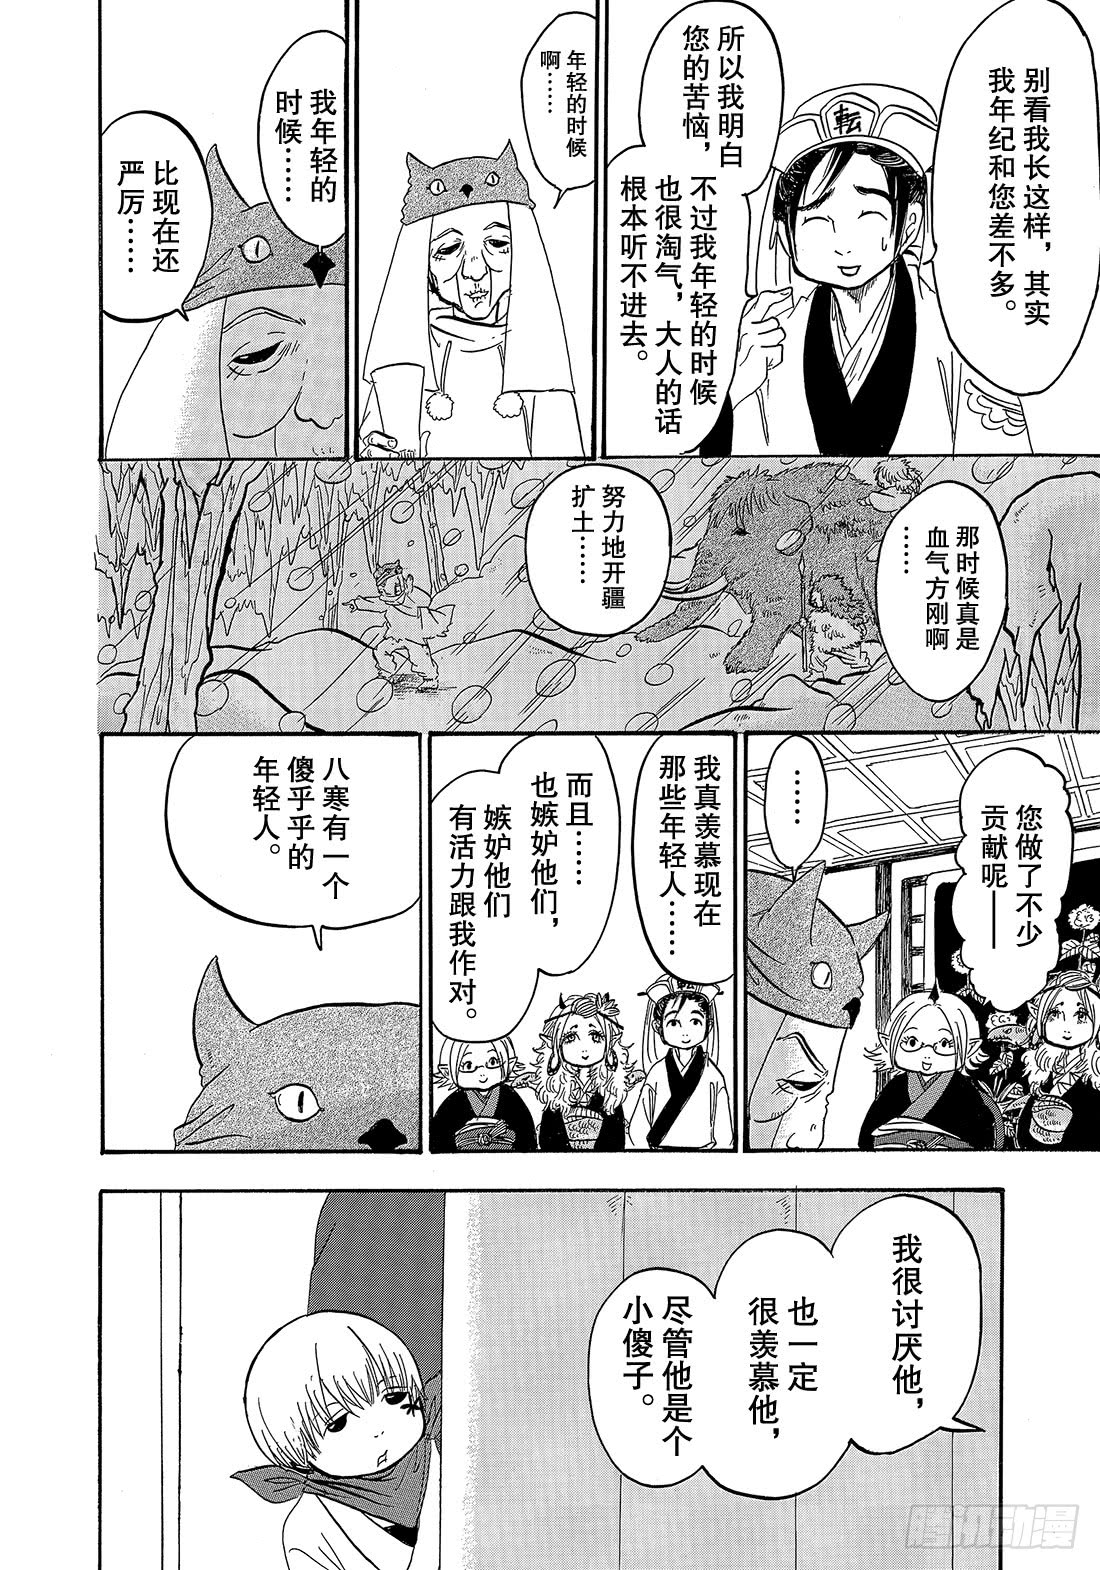 别看我长这样，其实
我年纪和您差不多。
所以我明白
您的苦恼，
不过我年轻的时候
也很淘气，大人的话
根本听不进去。
転
年轻的时候
啊……
我年轻的
时候……
比现在还
严厉……
那时候真是
血气方刚啊
……
努力地开疆
扩土……
您做了不少
贡献呢——
……
我真羡慕现在
那些年轻人……
而且……
也嫉妒他们，
嫉妒他们
有活力跟我作对。
八寒有一个
傻乎乎的
年轻人。
我很讨厌他，
也一定
很羡慕他，
尽管他是个
小傻子。
腾讯动漫